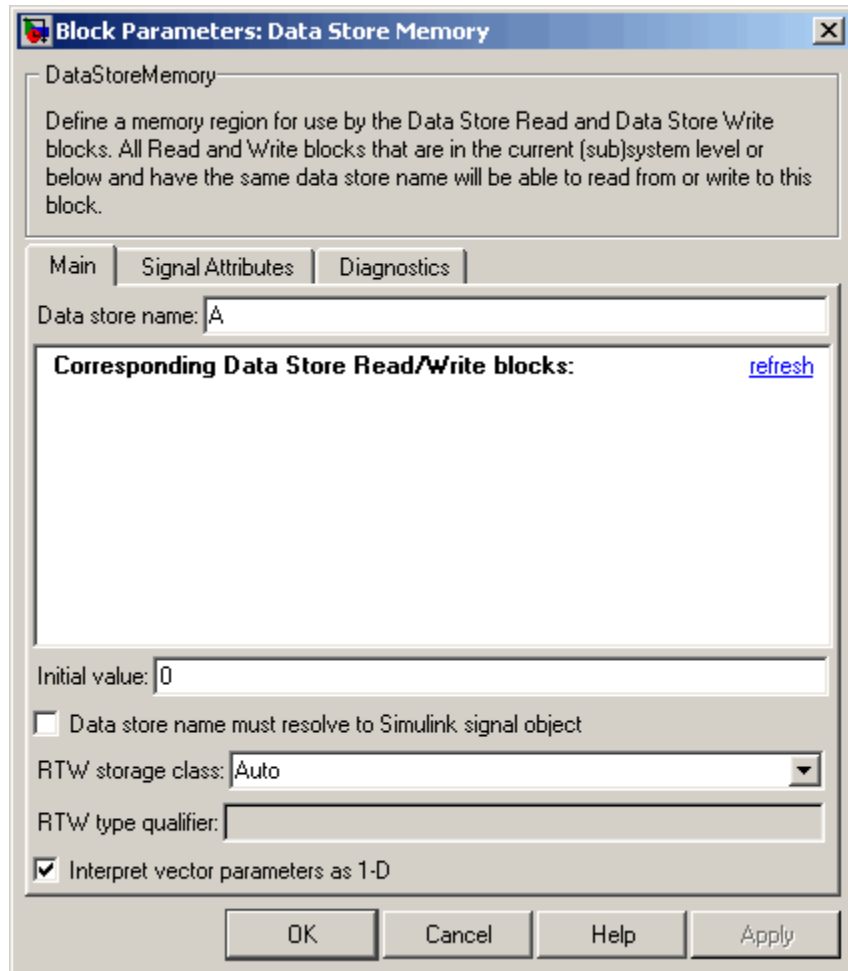 Block Parameters: Data Store Memory
DataStoreMemory
Define a memory region for use by the Data Store Read and Data Store Write
blocks. All Read and Write blocks that are in the current (sub)system level or
below and have the same data store name will be able to read from or write to this
block.
Main Signal Attributes Diagnostics
Data store name: A
Corresponding Data Store Read/Write blocks: refresh
Initial value: 0
Data store name must resolve to Simulink signal object
RTW storage class: Auto
RTW type qualifier:
Interpret vector parameters as 1-D
OK Cancel Help Apply